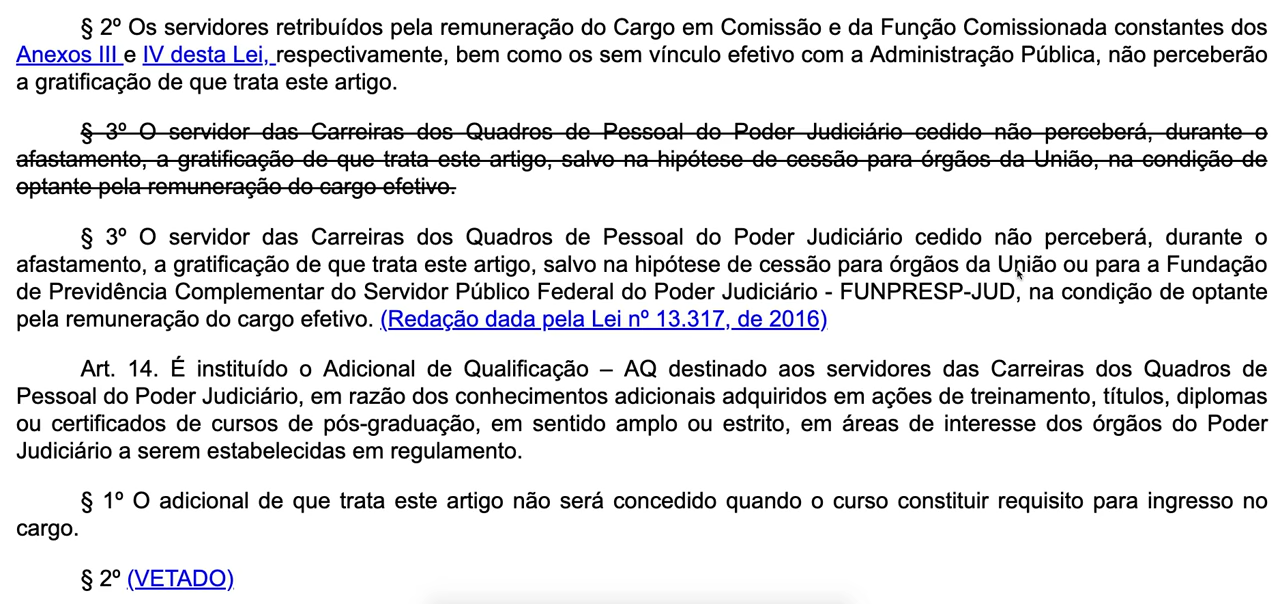 § 2º Os servidores retribuídos pela remuneração do Cargo em Comissão e da Função Comissionada constantes dos
Anexos III e IV desta Lei, respectivamente, bem como os sem vínculo efetivo com a Administração Pública, não perceberão
a gratificação de que trata este artigo.
§ 3º O servidor das Carreiras dos Quadros de Pessoal do Poder Judiciário cedido não perceberá, durante o
afastamento, a gratificação de que trata este artigo, salvo na hipótese de cessão para órgãos da União, na condição de
optante pela remuneração do cargo efetivo.
§ 3º O servidor das Carreiras dos Quadros de Pessoal do Poder Judiciário cedido não perceberá, durante o
afastamento, a gratificação de que trata este artigo, salvo na hipótese de cessão para órgãos da União ou para a Fundação
de Previdência Complementar do Servidor Público Federal do Poder Judiciário - FUNPRESP-JUD, na condição de optante
pela remuneração do cargo efetivo. (Redação dada pela Lei nº 13.317, de 2016)
Art. 14. É instituído o Adicional de Qualificação – AQ destinado aos servidores das Carreiras dos Quadros de
Pessoal do Poder Judiciário, em razão dos conhecimentos adicionais adquiridos em ações de treinamento, títulos, diplomas
ou certificados de cursos de pós-graduação, em sentido amplo ou estrito, em áreas de interesse dos órgãos do Poder
Judiciário a serem estabelecidas em regulamento.
§ 1º O adicional de que trata este artigo não será concedido quando o curso constituir requisito para ingresso no
cargo.
§ 2º (VETADO)